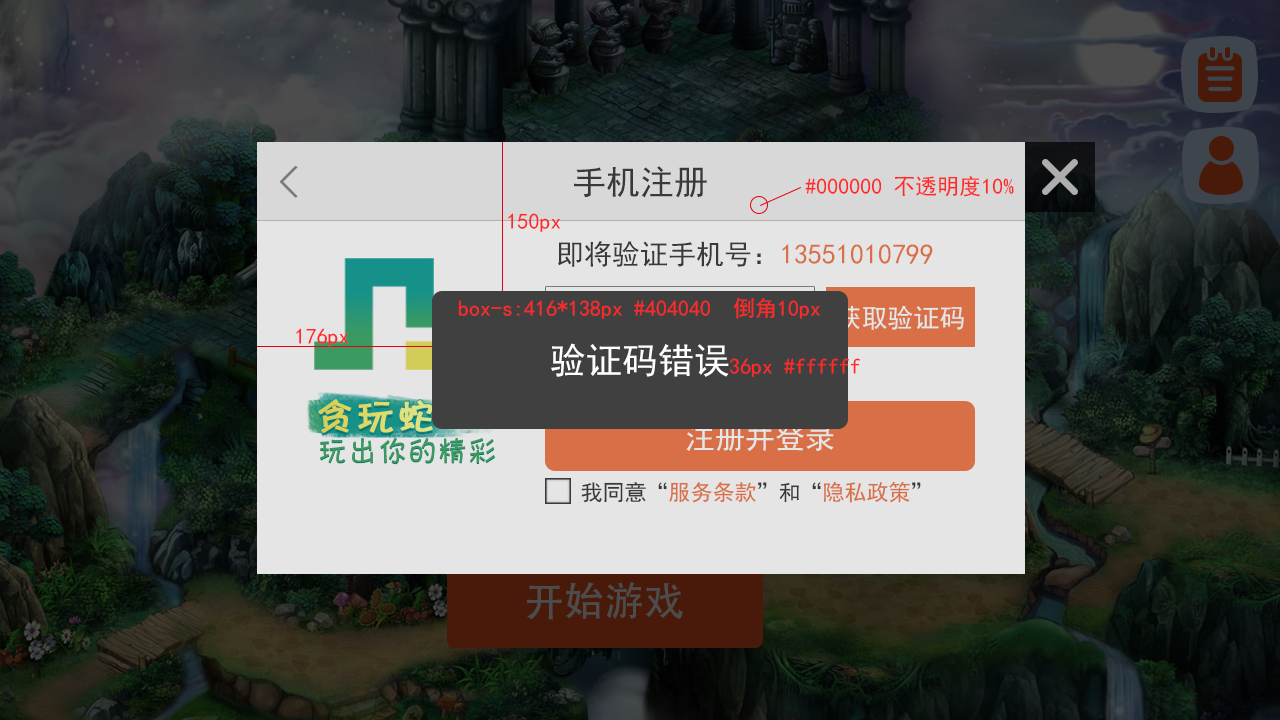 手机注册
#000000 不透明度10%
150px
即将验证手机号：13551010799
box-s:416*138px #404040 倒角10px
获取验证码
176px
验证码错误
36px #ffffff
贪玩蛇
玩出你的精彩
注册并登录
我同意“服务条款”和“隐私政策”
开始游戏